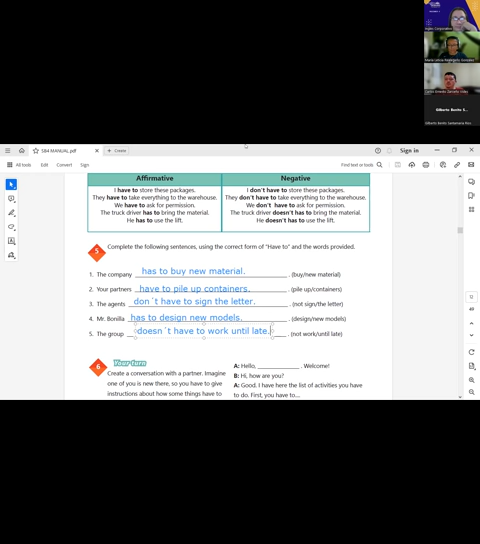 SB4 MANUAL.pdf
+ Create
Sign in
All tools
Edit
Convert
Sign
Find text or tools
Affirmative
Negative
I have to store these packages.
They have to take everything to the warehouse.
We have to ask for permission.
The truck driver has to bring the material.
He has to use the lift.
I don't have to store these packages.
They don't have to take everything to the warehouse.
We don't have to ask for permission.
The truck driver doesn't has to bring the material.
He doesn't has to use the lift.
5
Complete the following sentences, using the correct form of "Have to" and the words provided.
1. The company has to buy new material. . (buy/new material)
2. Your partners have to pile up containers. . (pile up/containers)
3. The agents don´t have to sign the letter. . (not sign/the letter)
4. Mr. Bonilla has to design new models. . (design/new models)
5. The group doesn´t have to work until late. . (not work/until late)
6
Your turn
Create a conversation with a partner. Imagine
one of you is new there, so you have to give
instructions about how some things have to
A: Hello, ____________ . Welcome!
B: Hi, how are you?
A: Good. I have here the list of activities you have
to do. First, you have to...
Gilberto Benito S...